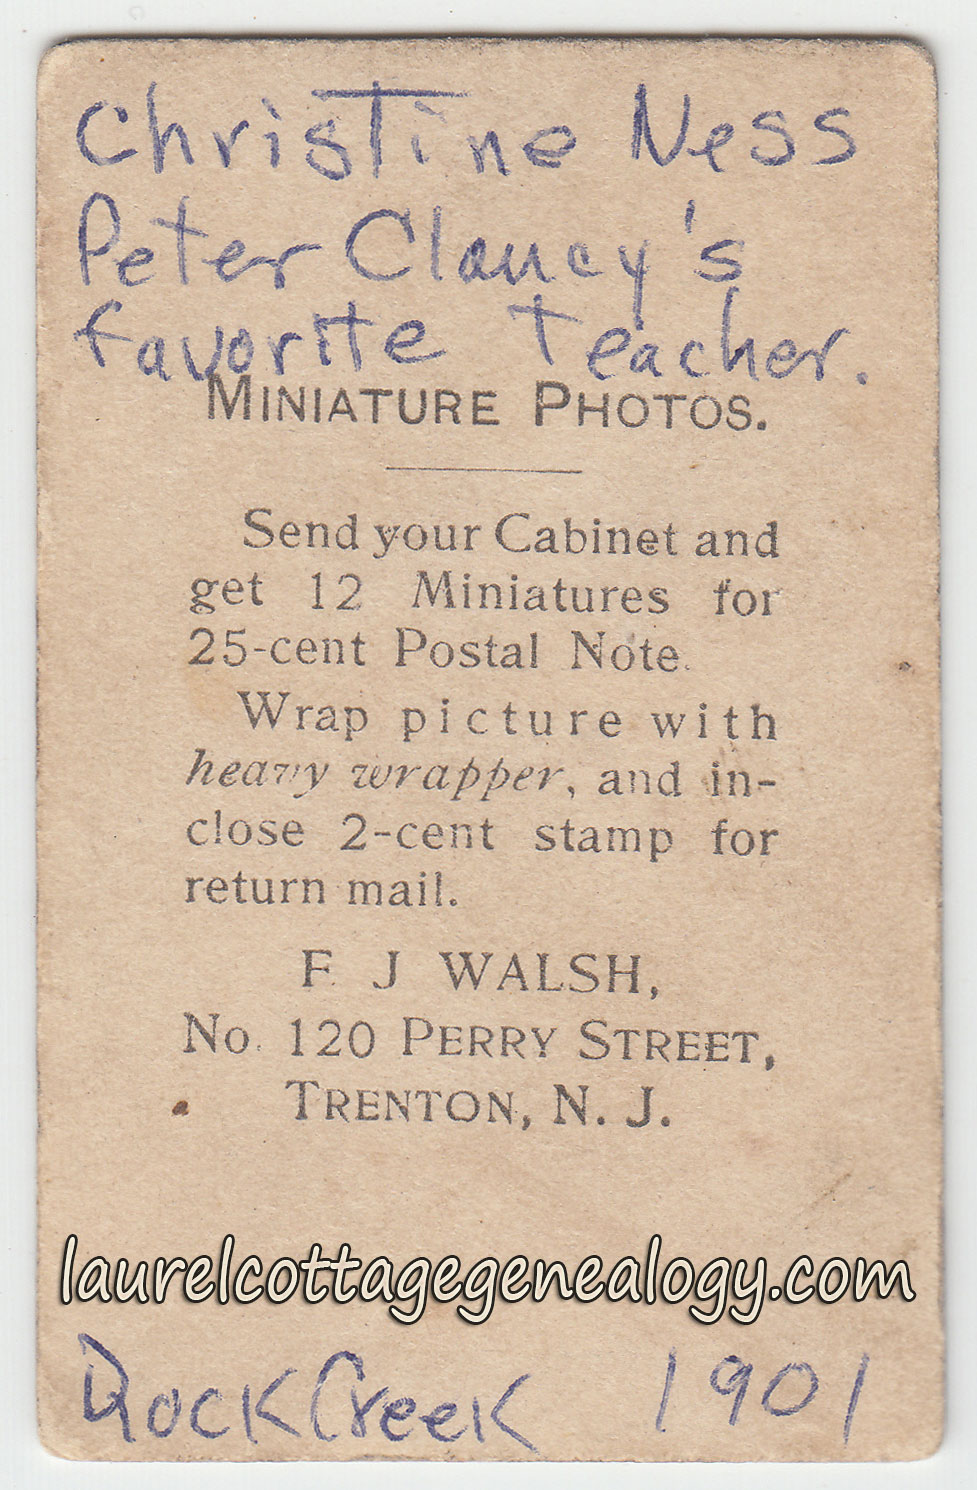 Christine Ness
Peter Clancy's
favorite Teacher.
MINIATURE PHOTOS.
Send your Cabinet and
get 12 Miniatures for
25-cent Postal Note.
Wrap picture with
heavy wrapper, and in-
close 2-cent stamp for
return mail.
F. J WALSH,
No. 120 PERRY STREET,
TRENTON, N. J.
laurelcottagegenealogy.com
Rock Creek 1901